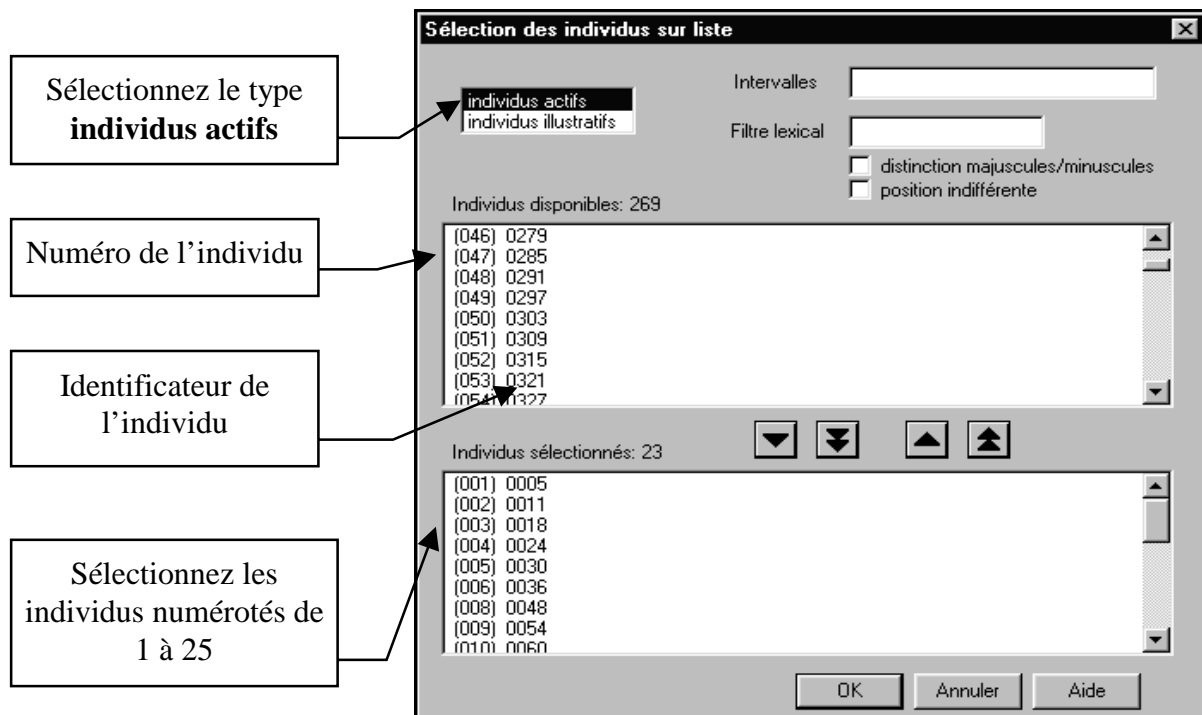 Sélection des individus sur liste
Sélectionnez le type
individus actifs
individus actifs
individus illustratifs
Intervalles
Filtre lexical
distinction majuscules/minuscules
position indifférente
Individus disponibles: 269
Numéro de l'individu
(046) 0279
(047) 0285
(048) 0291
(049) 0297
(050) 0303
(051) 0309
(052) 0315
(053) 0321
(054) 0327
Identificateur de
l'individu
Individus sélectionnés: 23
(001) 0005
(002) 0011
(003) 0018
(004) 0024
(005) 0030
(006) 0036
(008) 0048
(009) 0054
(010) 0060
Sélectionnez les
individus numérotés de
1 à 25
OK
Annuler
Aide